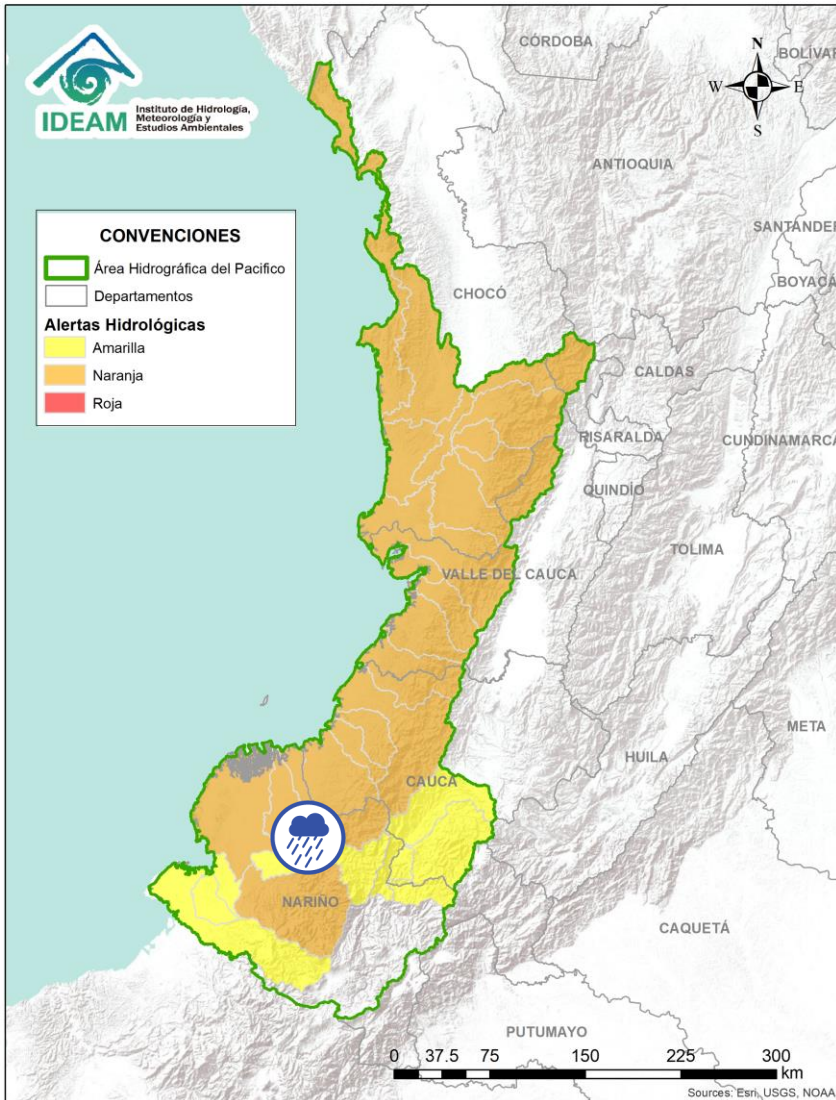 IDEAM
Instituto de Hidrología,
Meteorología y
Estudios Ambientales
CÓRDOBA
BOLÍVAR
N
W
E
S
ANTIOQUIA
SANTANDER
BOYACÁ
CONVENCIONES
Área Hidrográfica del Pacifico
Departamentos
Alertas Hidrológicas
Amarilla
Naranja
Roja
CHOCÓ
CALDAS
RISARALDA
CUNDINAMARCA
QUINDÍO
TOLIMA
VALLE DEL CAUCA
META
HUILA
CAUCA
NARIÑO
CAQUETÁ
PUTUMAYO
0 37.5 75 150 225 300
km
Sources: Esri, USGS, NOAA